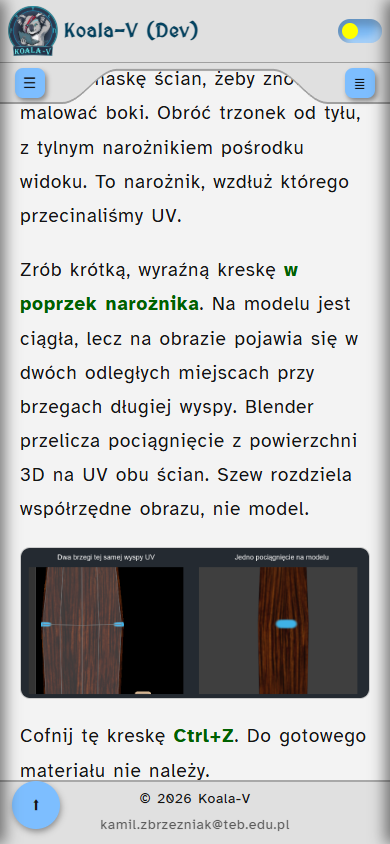 Koala-V (Dev)
KOALA-V
maskę ścian, żeby
malować boki. Obróć trzonek od tyłu,
z tylnym narożnikiem pośrodku
widoku. To narożnik, wzdłuż którego
przecinaliśmy UV.
Zrób krótką, wyraźną kreskę w
poprzek narożnika. Na modelu jest
ciągła, lecz na obrazie pojawia się w
dwóch odległych miejscach przy
brzegach długiej wyspy. Blender
przelicza pociągnięcie z powierzchni
3D na UV obu ścian. Szew rozdziela
współrzędne obrazu, nie model.
Dwa brzegi tej samej wyspy UV
Jedno pociągnięcie na modelu
Cofnij tę kreskę Ctrl+Z. Do gotowego
materiału nie należy.
© 2026 Koala-V
kamil.zbrzezniak@teb.edu.pl